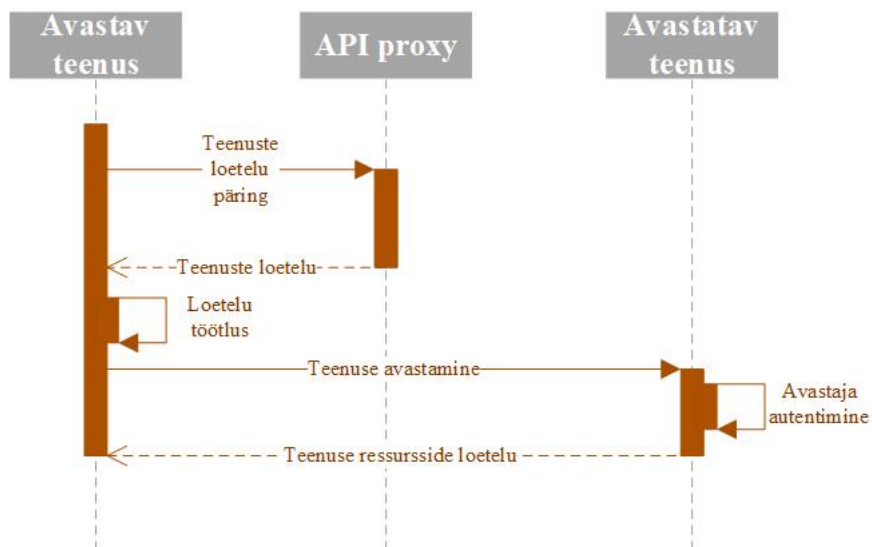 Avastav
teenus
API proxy
Avastatav
teenus
Teenuste
loetelu
päring
Teenuste loetelu
Loetelu
töötlus
Teenuse avastamine
Avastaja
autentimine
Teenuse ressursside loetelu